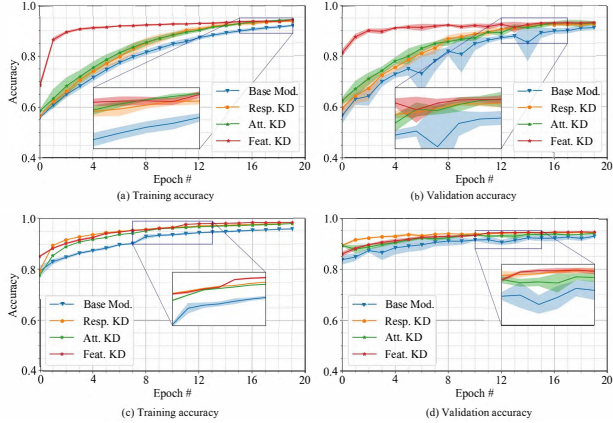 1.0
0.8
0.6
0.4
Accuracy
Base Mod.
Resp. KD
Att. KD
Feat. KD
0 4 8 12 16 20
Epoch #
(a) Training accuracy
1.0
0.8
0.6
0.4
Accuracy
Base Mod.
Resp. KD
Att. KD
Feat. KD
0 4 8 12 16 20
Epoch #
(b) Validation accuracy
1.0
0.8
0.6
0.4
Accuracy
Base Mod.
Resp. KD
Att. KD
Feat. KD
0 4 8 12 16 20
Epoch #
(c) Training accuracy
1.0
0.8
0.6
0.4
Accuracy
Base Mod.
Resp. KD
Att. KD
Feat. KD
0 4 8 12 16 20
Epoch #
(d) Validation accuracy